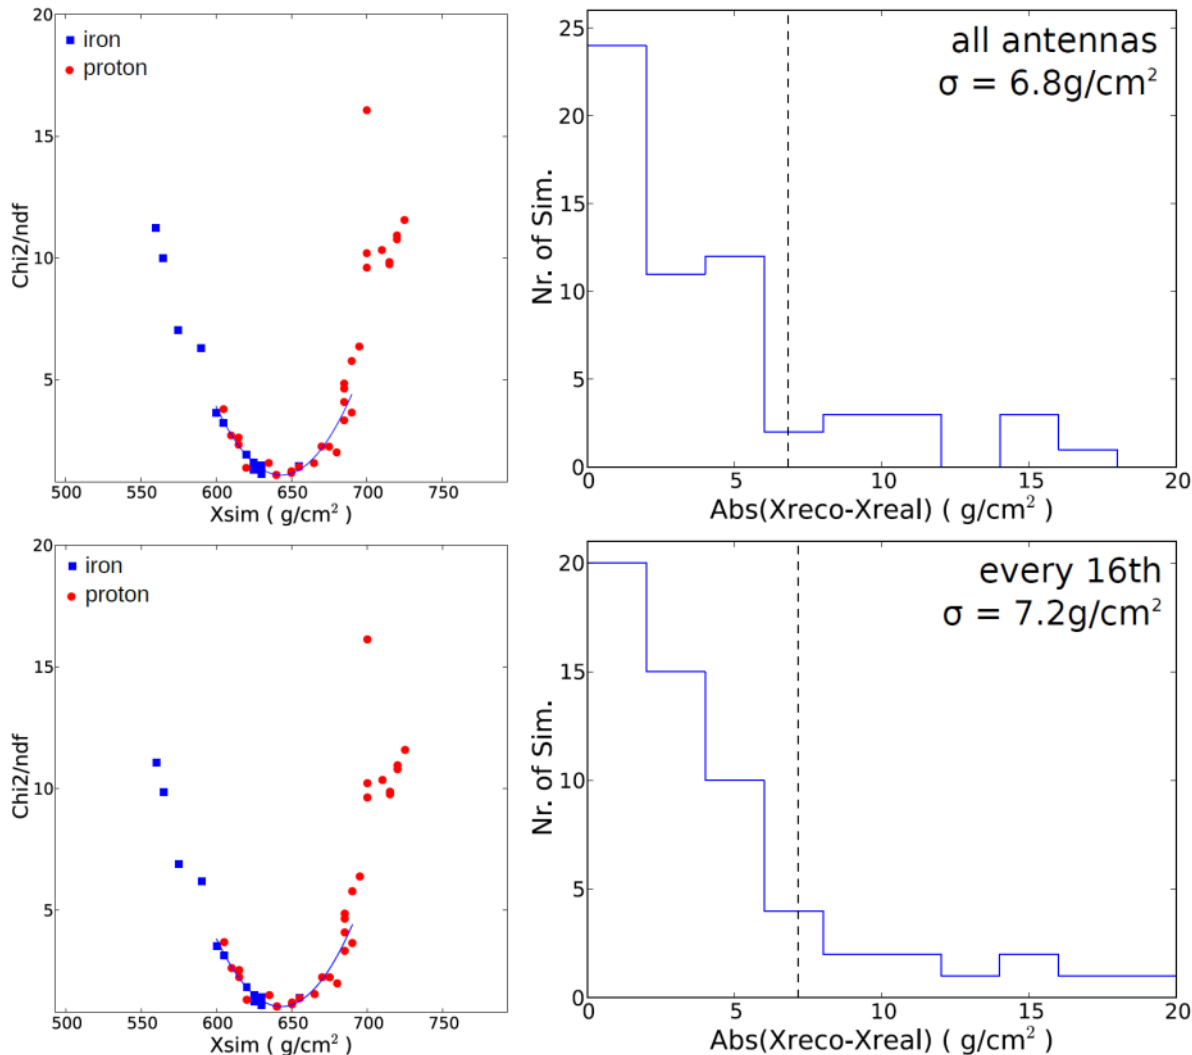 20
15
10
5
Chi2/ndf
iron
proton
500 550 600 650 700 750
Xsim ( g/cm² )
25
20
15
10
5
0
Nr. of Sim.
all antennas
σ = 6.8g/cm²
0 5 10 15 20
Abs(Xreco-Xreal) ( g/cm² )
20
15
10
5
Chi2/ndf
iron
proton
500 550 600 650 700 750
Xsim ( g/cm² )
20
15
10
5
0
Nr. of Sim.
every 16th
σ = 7.2g/cm²
0 5 10 15 20
Abs(Xreco-Xreal) ( g/cm² )